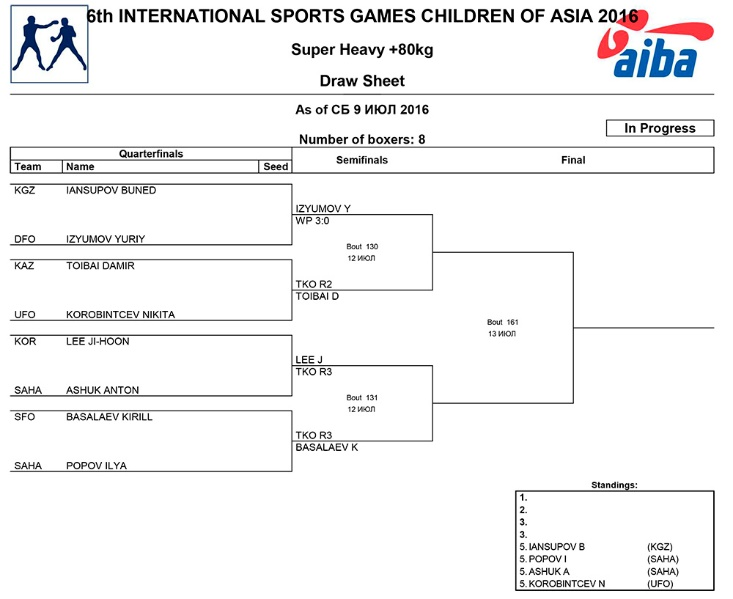 6th INTERNATIONAL SPORTS GAMES CHILDREN OF ASIA 2016
Super Heavy +80kg
aiba
Draw Sheet
As of СБ 9 ИЮЛ 2016
In Progress
Number of boxers: 8
Quarterfinals
Semifinals
Final
Team Name Seed
KGZ IANSUPOV BUNED
IZYUMOV Y
WP 3:0
DFO IZYUMOV YURIY
Bout 130
12 ИЮЛ
KAZ TOIBAI DAMIR
TKO R2
TOIBAI D
UFO KOROBINTCEV NIKITA
Bout 161
13 ИЮЛ
KOR LEE JI-HOON
LEE J
TKO R3
SAHA ASHUK ANTON
Bout 131
12 ИЮЛ
SFO BASALAEV KIRILL
TKO R3
BASALAEV K
SAHA POPOV ILYA
Standings:
1.
2.
3.
3.
5. IANSUPOV B (KGZ)
5. POPOV I (SAHA)
5. ASHUK A (SAHA)
5. KOROBINTCEV N (UFO)